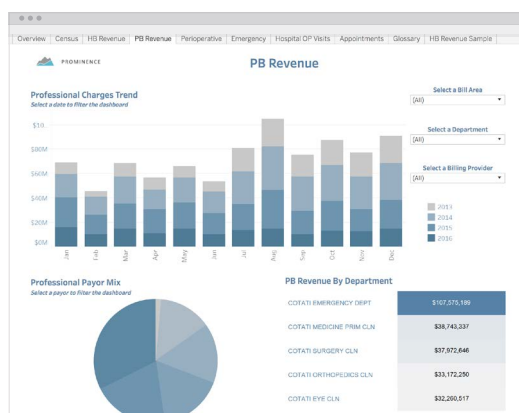 Overview Census HB Revenue PB Revenue Perioperative Emergency Hospital OP Visits Appointments Glossary HB Revenue Sample
PROMINENCE
PB Revenue
Professional Charges Trend
Select a date to filter the dashboard
$10..
$80M
$60M
$40M
$20M
$0M
Jan Feb Mar Apr May Jun Jul Aug Sep Oct Nov Dec
Select a Bill Area
(All)
Select a Department
(All)
Select a Billing Provider
(All)
2013
2014
2015
2016
Professional Payor Mix
Select a payor to filter the dashboard
PB Revenue By Department
COTATI EMERGENCY DEPT $107,575,189
COTATI MEDICINE PRIM CLN $38,743,337
COTATI SURGERY CLN $37,972,646
COTATI ORTHOPEDICS CLN $33,172,250
COTATI EYE CLN $32,260,517